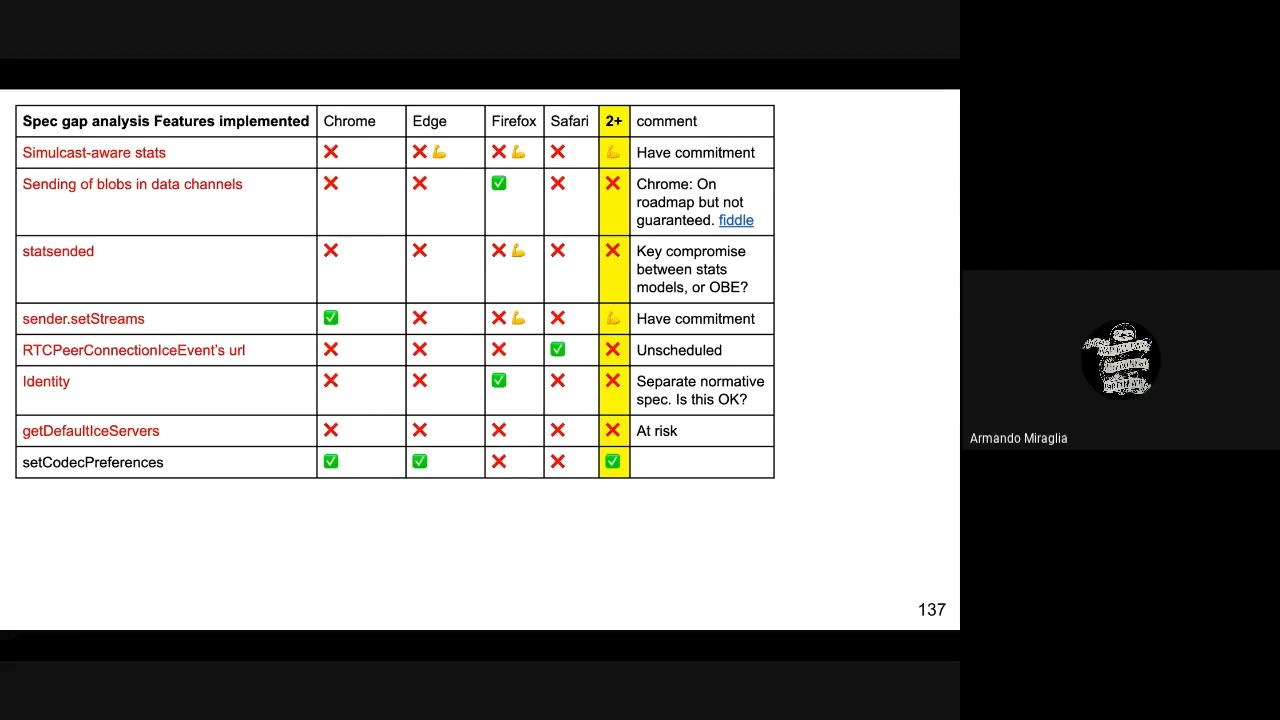 Spec gap analysis Features implemented Chrome Edge Firefox Safari 2+ comment
Simulcast-aware stats ❌ ❌💪 ❌💪 ❌ 💪 Have commitment
Sending of blobs in data channels ❌ ❌ ✅ ❌ ❌ Chrome: On
roadmap but not
guaranteed. fiddle
statsended ❌ ❌ ❌💪 ❌ ❌ Key compromise
between stats
models, or OBE?
sender.setStreams ✅ ❌ ❌💪 ❌ 💪 Have commitment
RTCPeerConnectionIceEvent's url ❌ ❌ ❌ ✅ ❌ Unscheduled
Identity ❌ ❌ ✅ ❌ ❌ Separate normative
spec. Is this OK?
getDefaultIceServers ❌ ❌ ❌ ❌ ❌ At risk
setCodecPreferences ✅ ✅ ❌ ❌ ✅
137
Armando Miraglia